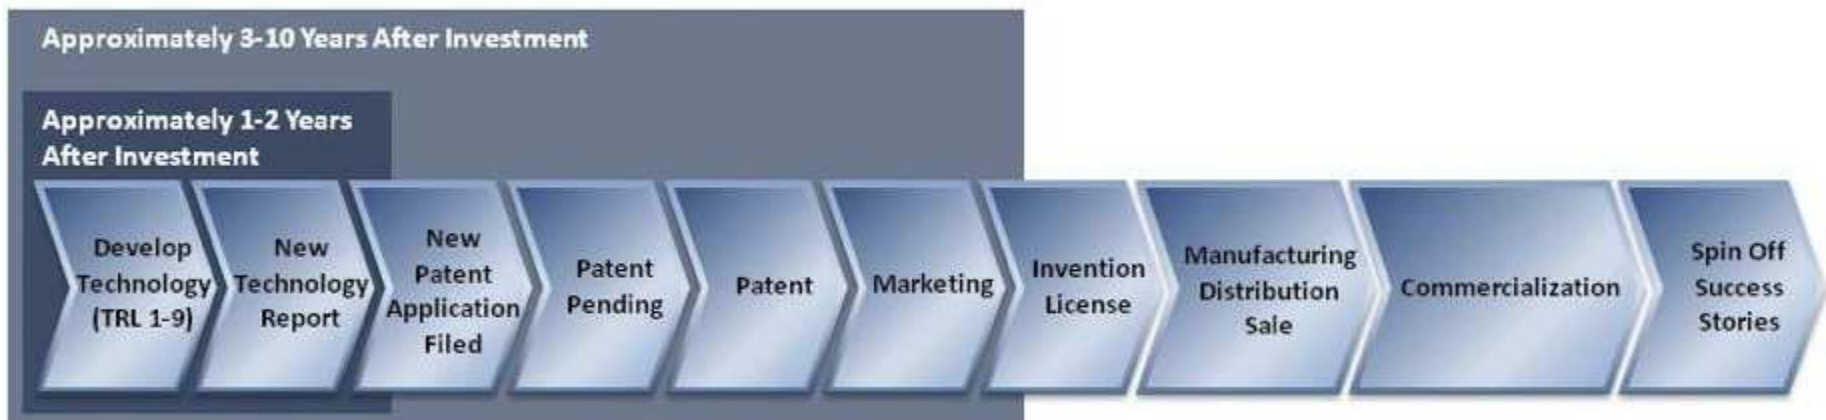 Approximately 3-10 Years After Investment
Approximately 1-2 Years
After Investment
Develop
Technology
(TRL 1-9)
New
Technology
Report
New
Patent
Application
Filed
Patent
Pending
Patent
Marketing
Invention
License
Manufacturing
Distribution
Sale
Commercialization
Spin Off
Success
Stories